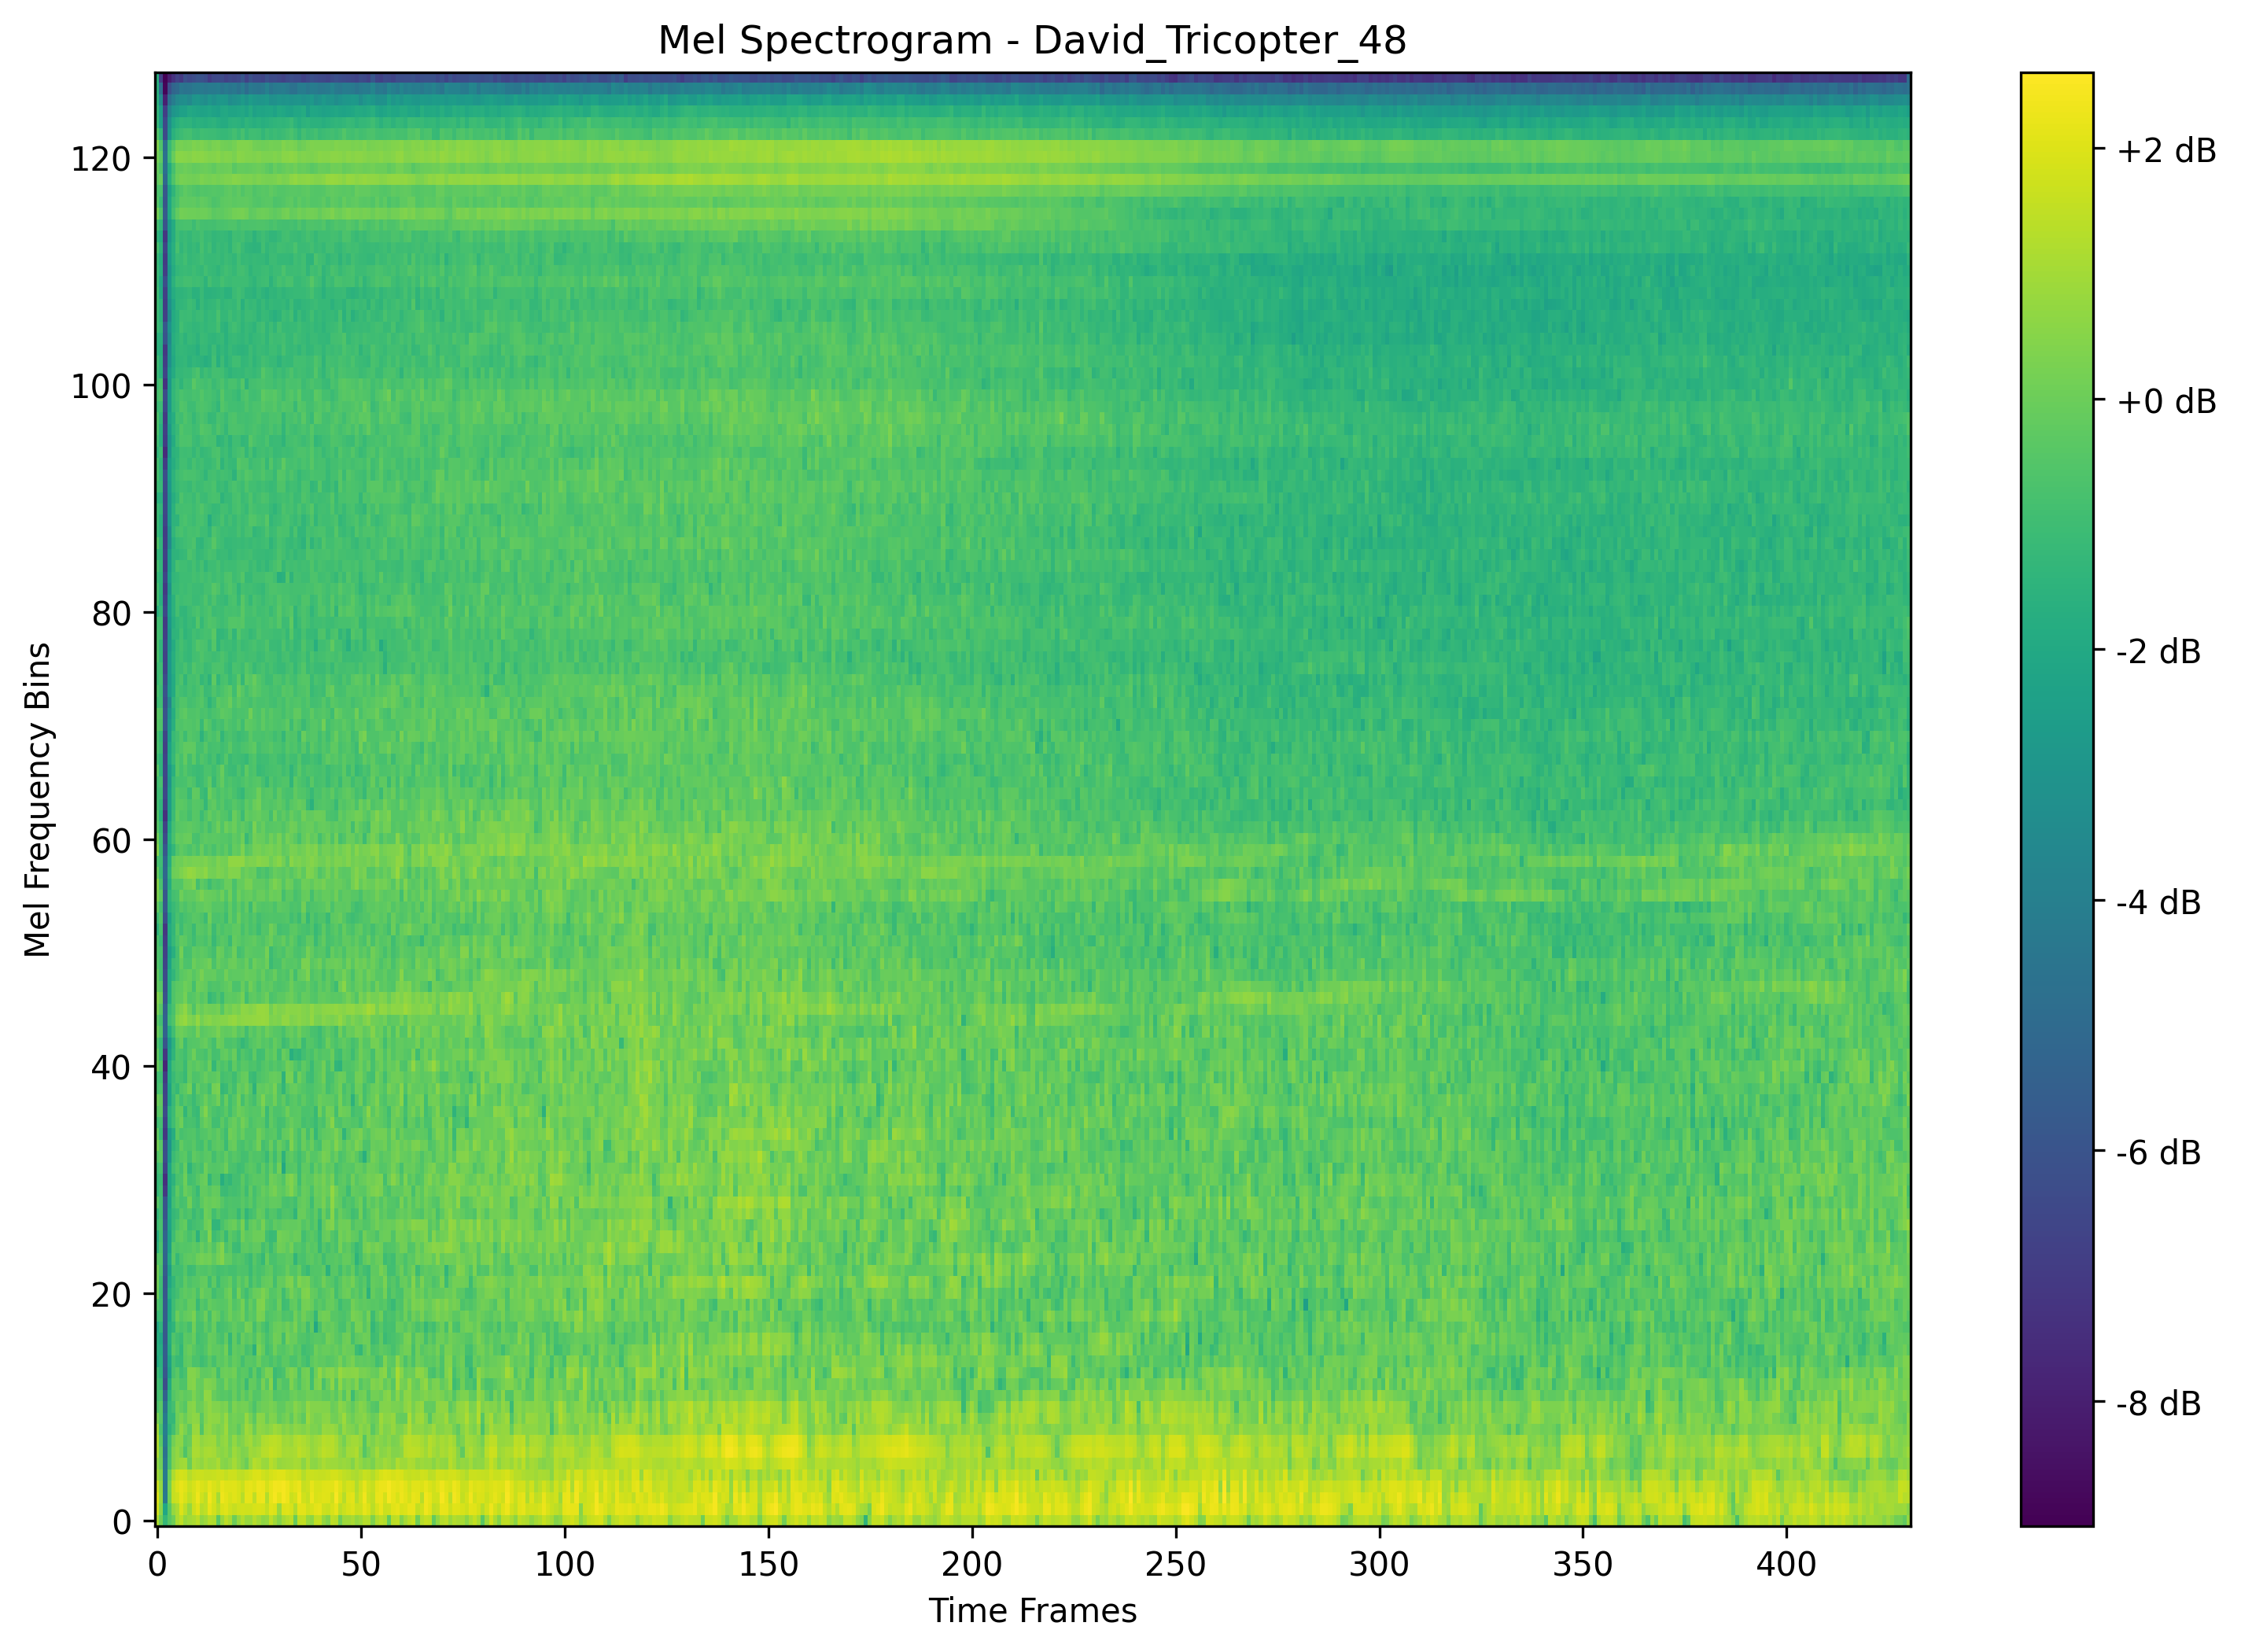 Mel Spectrogram - David_Tricopter_48
Mel Frequency Bins
120
100
80
60
40
20
0
0 50 100 150 200 250 300 350 400
Time Frames
+2 dB
+0 dB
-2 dB
-4 dB
-6 dB
-8 dB